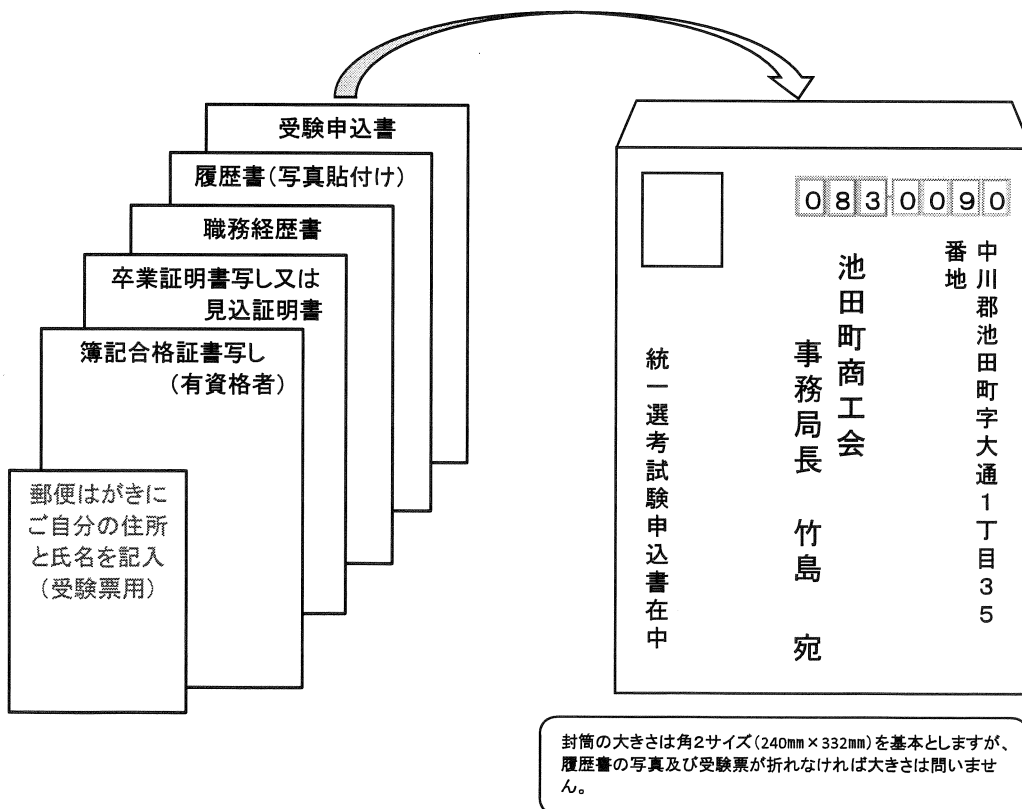 受験申込書
履歴書(写真貼付け)
職務経歴書
卒業証明書写し又は
見込証明書
簿記合格証書写し
(有資格者)
郵便はがきに
ご自分の住所
と氏名を記入
(受験票用)
083-0090
中川郡池田町字大通1丁目35
番地
池田町商工会
事務局長 竹島 宛
統一選考試験申込書在中
封筒の大きさは角2サイズ(240㎜×332㎜)を基本としますが、
履歴書の写真及び受験票が折れなければ大きさは問いませ
ん。